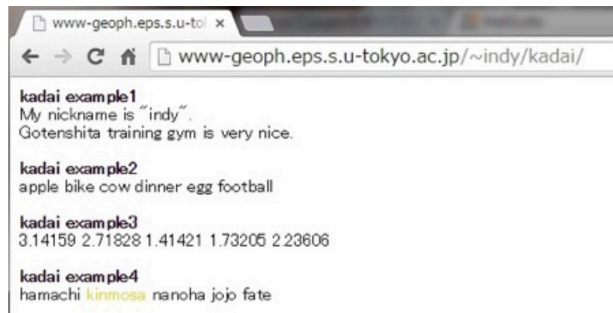 www-geoph.eps.s.u-tol
www-geoph.eps.s.u-tokyo.ac.jp/~indy/kadai/
kadai example1
My nickname is "indy".
Gotenshita training gym is very nice.
kadai example2
apple bike cow dinner egg football
kadai example3
3.14159 2.71828 1.41421 1.73205 2.23606
kadai example4
hamachi kinmosa nanoha jojo fate